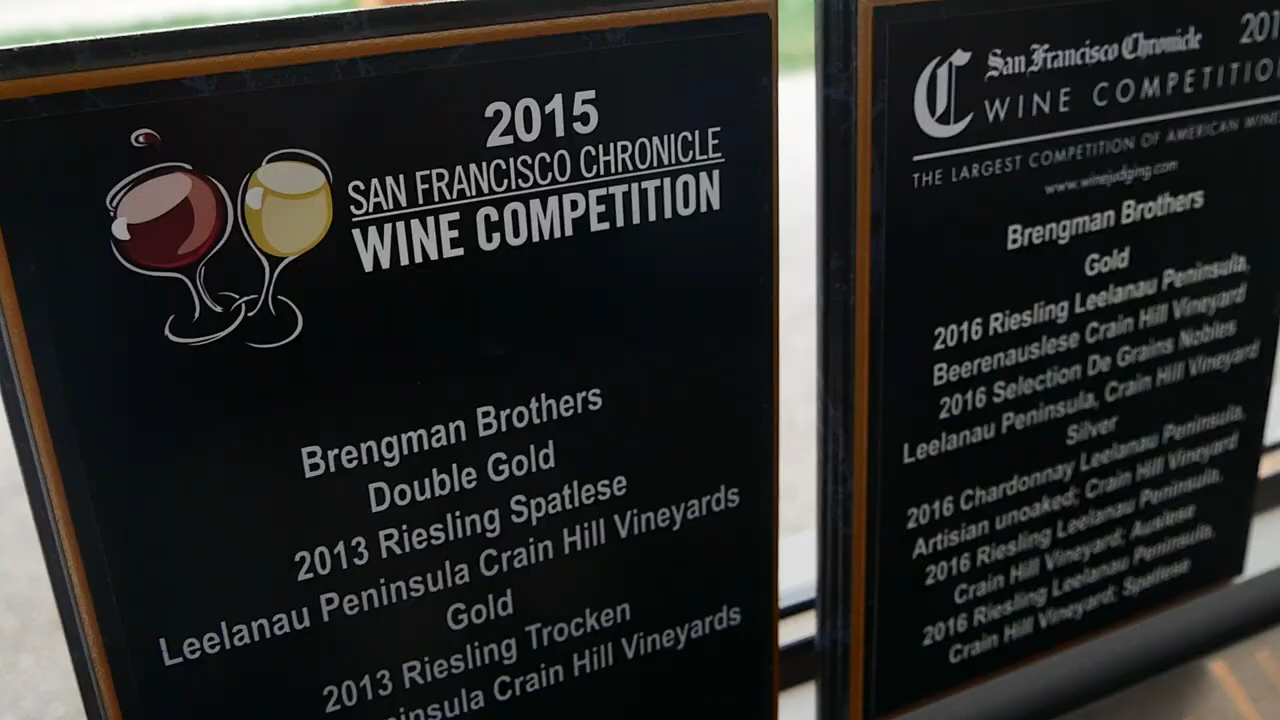 2015
SAN FRANCISCO CHRONICLE
WINE COMPETITION
Brengman Brothers
Double Gold
2013 Riesling Spatlese
Leelanau Peninsula Crain Hill Vineyards
Gold
2013 Riesling Trocken
Crain Hill Vineyards
C
San Francisco Chronicle
WINE COMPETITIO
THE LARGEST COMPETITION OF AMERICAN WINE
www.winejudging.com
Brengman Brothers
Gold
2016 Riesling Leelanau Peninsula,
Beerenauslese Crain Hill Vineyard
2016 Selection De Grains Nobles
Leelanau Peninsula, Crain Hill Vineyard
Silver
2016 Chardonnay Leelanau Peninsula,
Artisian unoaked; Crain Hill Vineyard
2016 Riesling Leelanau Peninsula,
Crain Hill Vineyard; Auslese
2016 Riesling Leelanau Peninsula,
Crain Hill Vineyard; Spatlese